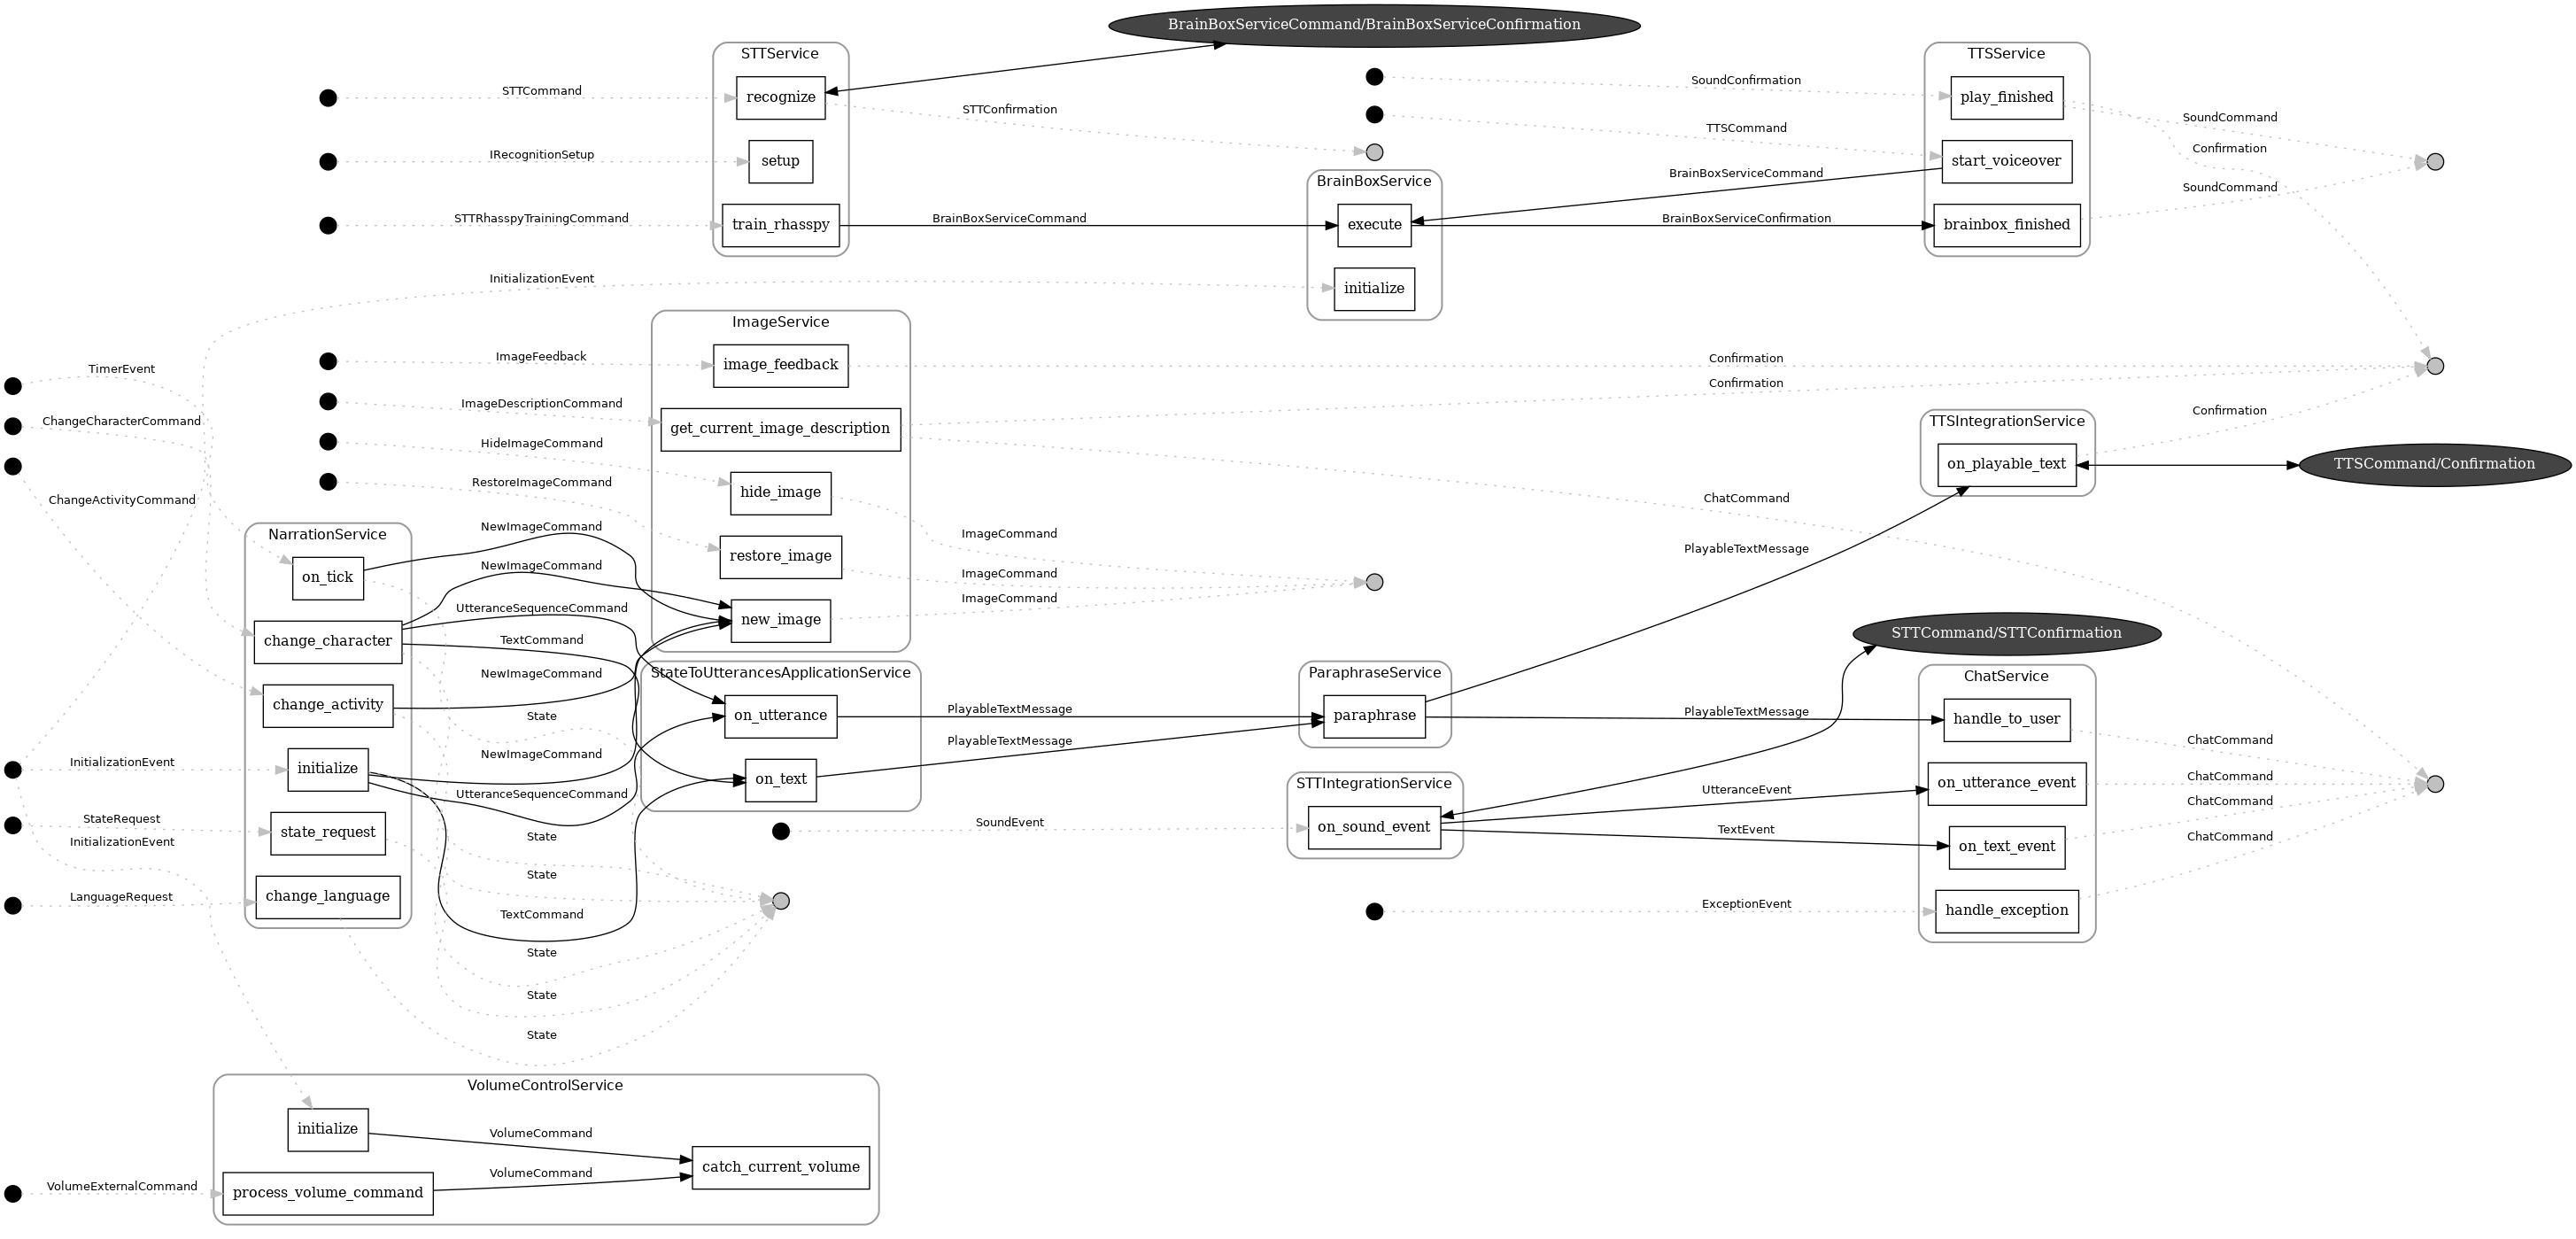 BrainBoxServiceCommand/BrainBoxServiceConfirmation
STTService
recognize
setup
train_rhasspy
STTCommand
IRecognitionSetup
STTRhasspyTrainingCommand
STTConfirmation
BrainBoxServiceCommand
SoundConfirmation
TTSCommand
BrainBoxServiceCommand
BrainBoxServiceConfirmation
BrainBoxService
execute
initialize
TTSService
play_finished
start_voiceover
brainbox_finished
SoundCommand
Confirmation
SoundCommand
InitializationEvent
TimerEvent
ChangeCharacterCommand
ChangeActivityCommand
InitializationEvent
StateRequest
InitializationEvent
LanguageRequest
VolumeExternalCommand
ImageFeedback
ImageDescriptionCommand
HideImageCommand
RestoreImageCommand
ImageService
image_feedback
get_current_image_description
hide_image
restore_image
new_image
Confirmation
Confirmation
ChatCommand
ImageCommand
ImageCommand
ImageCommand
NarrationService
on_tick
change_character
change_activity
initialize
state_request
change_language
NewImageCommand
NewImageCommand
UtteranceSequenceCommand
TextCommand
NewImageCommand
State
NewImageCommand
UtteranceSequenceCommand
State
State
TextCommand
State
State
State
StateToUtterancesApplicationService
on_utterance
on_text
PlayableTextMessage
PlayableTextMessage
SoundEvent
ParaphraseService
paraphrase
PlayableTextMessage
PlayableTextMessage
STTIntegrationService
on_sound_event
UtteranceEvent
TextEvent
ExceptionEvent
TTSIntegrationService
on_playable_text
Confirmation
TTSCommand/Confirmation
STTCommand/STTConfirmation
ChatService
handle_to_user
on_utterance_event
on_text_event
handle_exception
ChatCommand
ChatCommand
ChatCommand
ChatCommand
VolumeControlService
initialize
process_volume_command
VolumeCommand
VolumeCommand
catch_current_volume